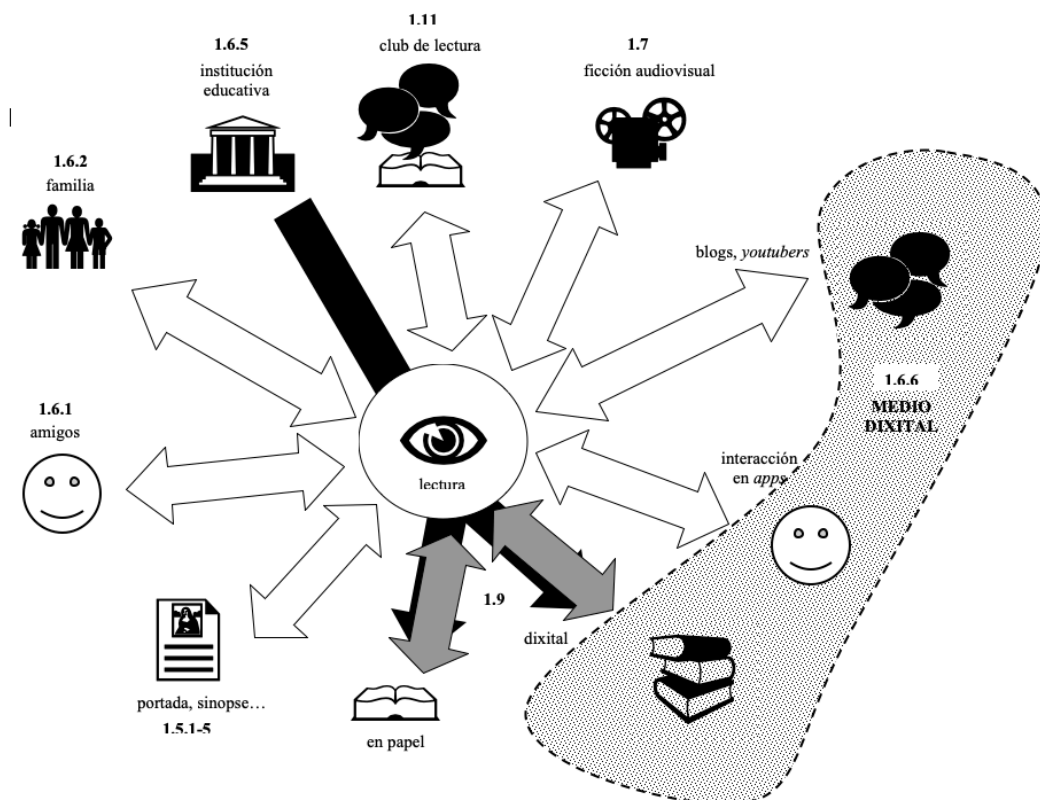 1.11
club de lectura
1.6.5
institución
educativa
1.7
ficción audiovisual
1.6.2
familia
blogs, youtubers
1.6.6
MEDIO
DIXITAL
1.6.1
amigos
lectura
interacción
en apps
1.9
dixital
portada, sinopse…
1.5.1-5
en papel